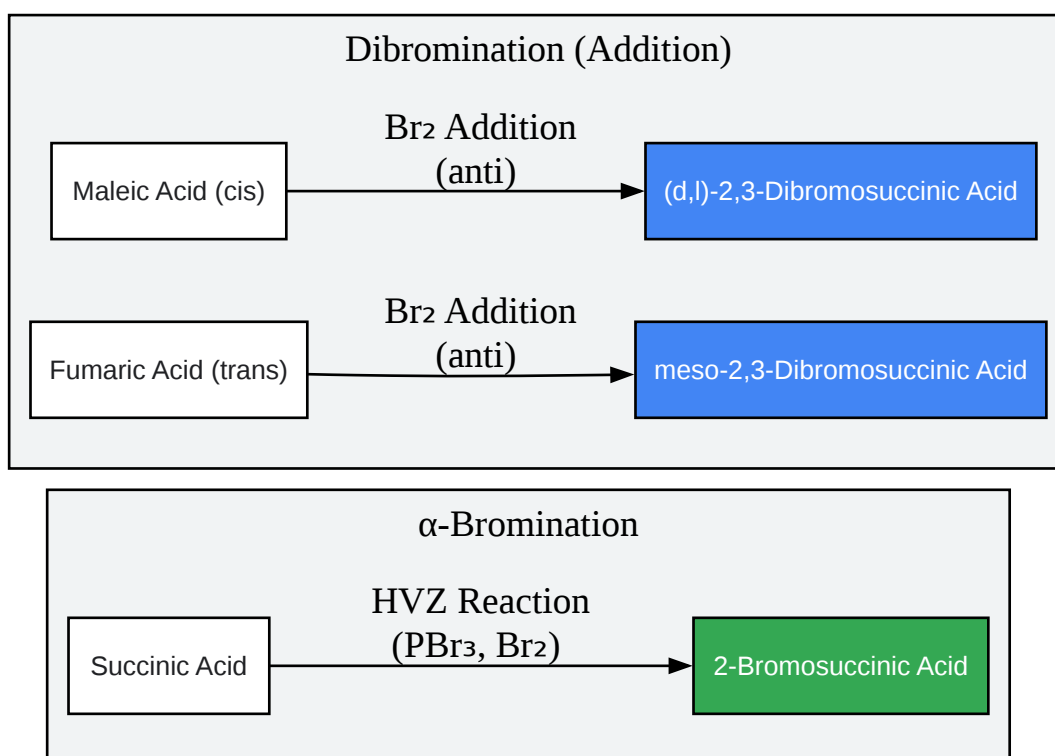 Dibromination (Addition)
Br₂ Addition
(anti)
Maleic Acid (cis)
(d,l)-2,3-Dibromosuccinic Acid
Br₂ Addition
(anti)
Fumaric Acid (trans)
meso-2,3-Dibromosuccinic Acid
α-Bromination
HVZ Reaction
(PBr₃, Br₂)
Succinic Acid
2-Bromosuccinic Acid